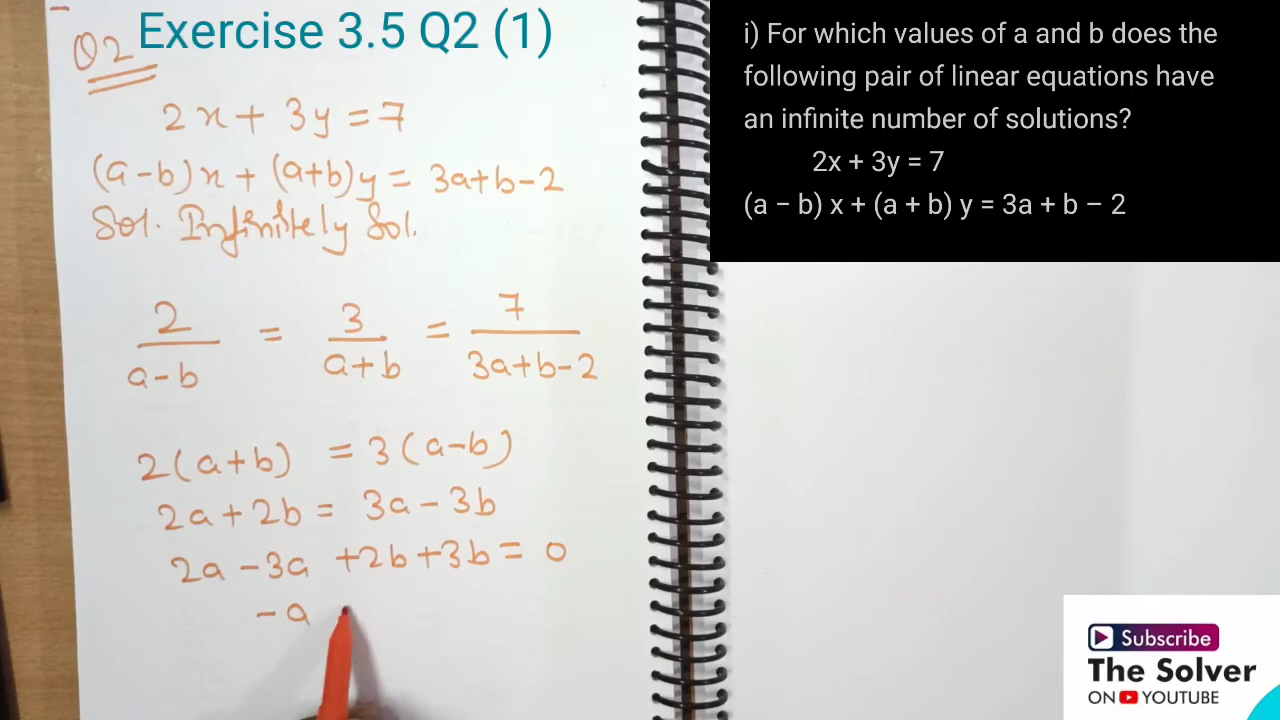 Exercise 3.5 Q2 (1)
Q2
2x + 3y = 7
(a-b)x + (a+b)y = 3a+b-2
Sol. Infinitely Sol.
2/(a-b) = 3/(a+b) = 7/(3a+b-2)
2(a+b) = 3(a-b)
2a+2b = 3a-3b
2a-3a +2b+3b = 0
-a
i) For which values of a and b does the
following pair of linear equations have
an infinite number of solutions?
2x + 3y = 7
(a − b) x + (a + b) y = 3a + b – 2
Subscribe
The Solver
ON YOUTUBE